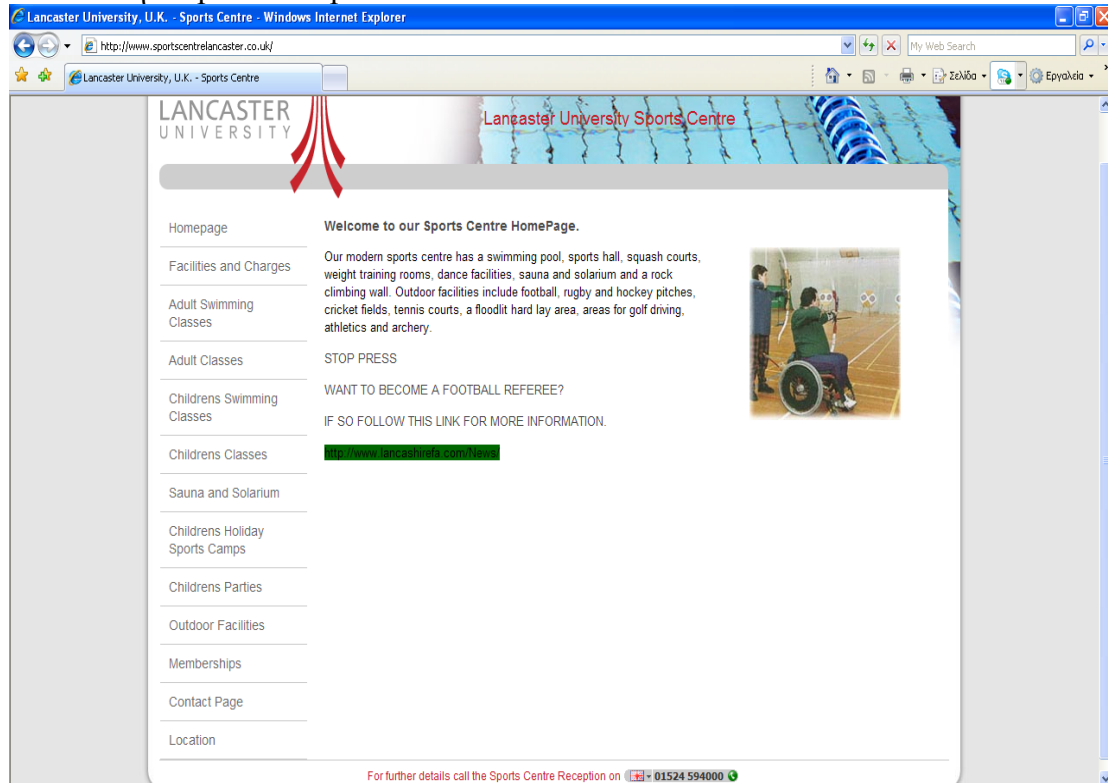 Lancaster University, U.K. - Sports Centre - Windows Internet Explorer
http://www.sportscentrelancaster.co.uk/
My Web Search
Lancaster University, U.K. - Sports Centre
Σελίδα
Εργαλεία
LANCASTER
UNIVERSITY
Lancaster University Sports Centre
Homepage
Facilities and Charges
Adult Swimming
Classes
Adult Classes
Childrens Swimming
Classes
Childrens Classes
Sauna and Solarium
Childrens Holiday
Sports Camps
Childrens Parties
Outdoor Facilities
Memberships
Contact Page
Location
Welcome to our Sports Centre HomePage.
Our modern sports centre has a swimming pool, sports hall, squash courts,
weight training rooms, dance facilities, sauna and solarium and a rock
climbing wall. Outdoor facilities include football, rugby and hockey pitches,
cricket fields, tennis courts, a floodlit hard lay area, areas for golf driving,
athletics and archery.
STOP PRESS
WANT TO BECOME A FOOTBALL REFEREE?
IF SO FOLLOW THIS LINK FOR MORE INFORMATION.
http://www.lancashirefa.com/News/
For further details call the Sports Centre Reception on 01524 594000